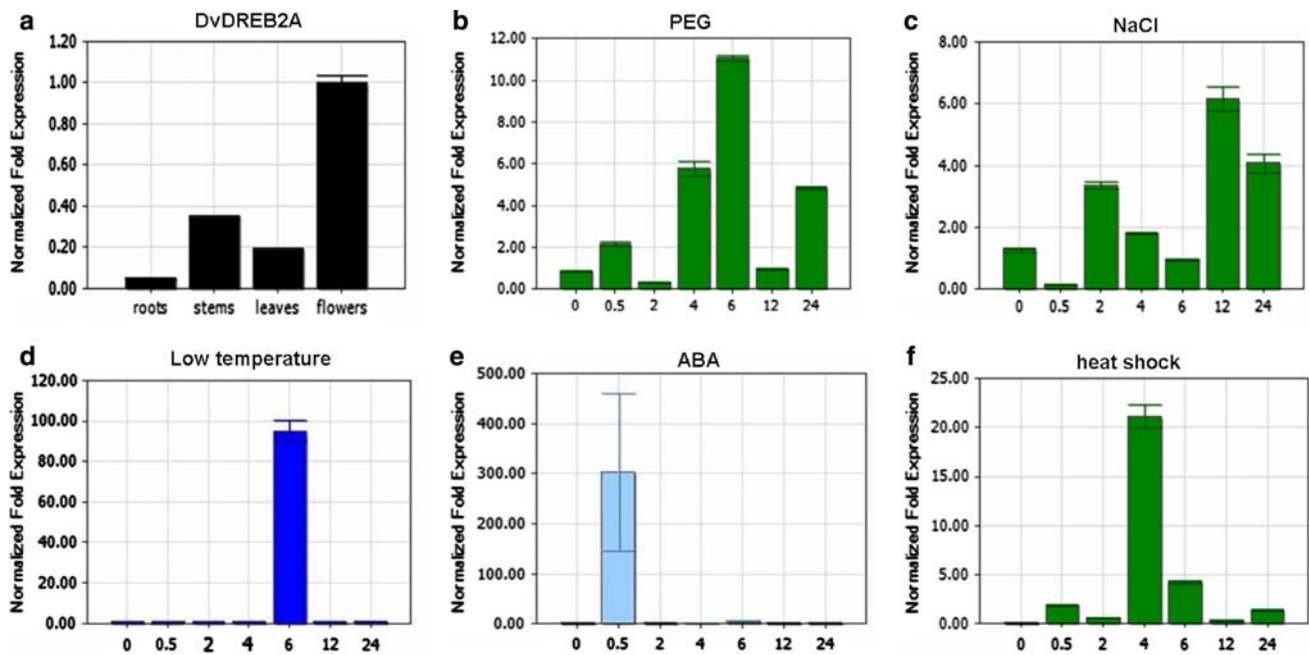 a
DvDREB2A
Normalized Fold Expression
1.20
1.00
0.80
0.60
0.40
0.20
0.00
roots stems leaves flowers
b
PEG
Normalized Fold Expression
12.00
10.00
8.00
6.00
4.00
2.00
0.00
0 0.5 2 4 6 12 24
c
NaCl
Normalized Fold Expression
8.00
6.00
4.00
2.00
0.00
0 0.5 2 4 6 12 24
d
Low temperature
Normalized Fold Expression
120.00
100.00
80.00
60.00
40.00
20.00
0.00
0 0.5 2 4 6 12 24
e
ABA
Normalized Fold Expression
500.00
400.00
300.00
200.00
100.00
0.00
0 0.5 2 4 6 12 24
f
heat shock
Normalized Fold Expression
25.00
20.00
15.00
10.00
5.00
0.00
0 0.5 2 4 6 12 24